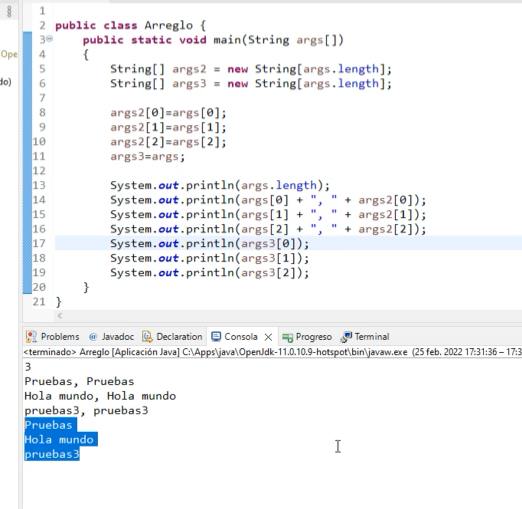 Ope
do)
1
2 public class Arreglo {
3 public static void main(String args[])
4 {
5 String[] args2 = new String[args.length];
6 String[] args3 = new String[args.length];
7
8 args2[0]=args[0];
9 args2[1]=args[1];
10 args2[2]=args[2];
11 args3=args;
12
13 System.out.println(args.length);
14 System.out.println(args[0] + ", " + args2[0]);
15 System.out.println(args[1] + ", " + args2[1]);
16 System.out.println(args[2] + ", " + args2[2]);
17 System.out.println(args3[0]);
18 System.out.println(args3[1]);
19 System.out.println(args3[2]);
20 }
21 }
Problems @ Javadoc Declaration Consola Progreso Terminal
<terminado> Arreglo [Aplicación Java] C:\Apps\java\OpenJdk-11.0.10.9-hotspot\bin\javaw.exe (25 feb. 2022 17:31:36 – 17:3
3
Pruebas, Pruebas
Hola mundo, Hola mundo
pruebas3, pruebas3
Pruebas
Hola mundo
pruebas3